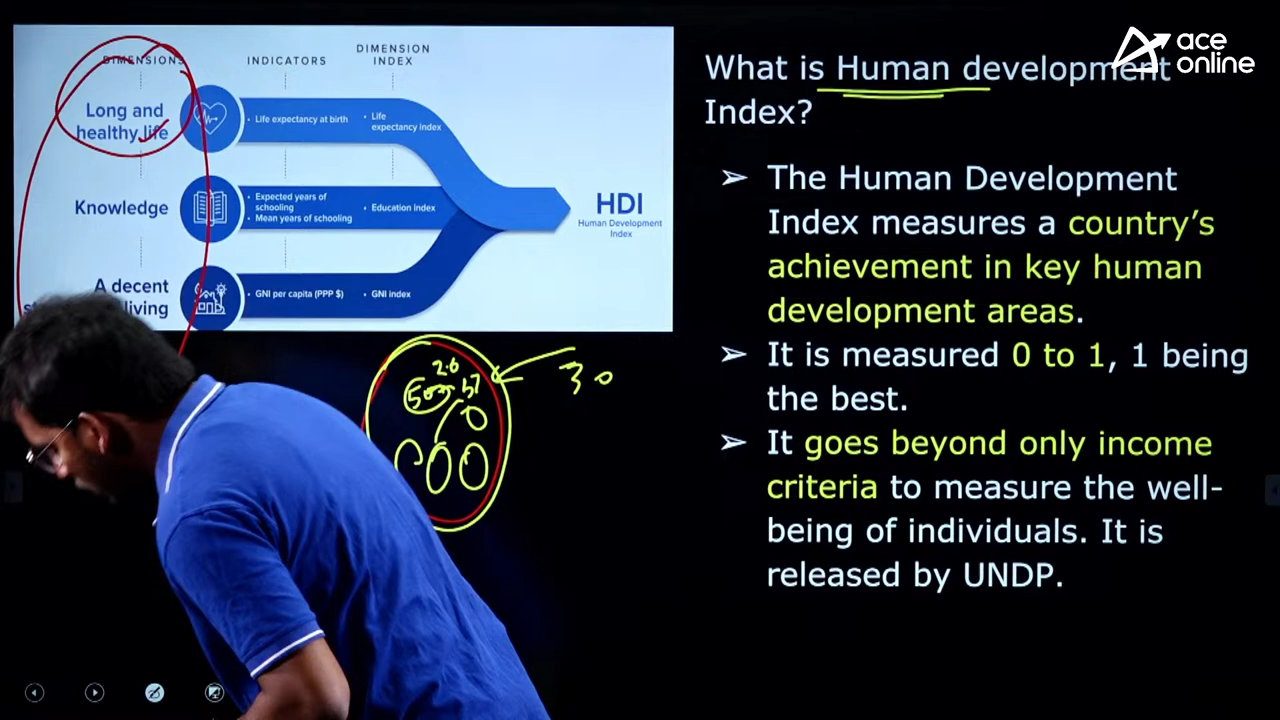 ace
online
DIMENSIONS
INDICATORS
DIMENSION
INDEX
Long and
healthy life
• Life expectancy at birth
• Life
expectancy index
Knowledge
• Expected years of
schooling
• Mean years of schooling
• Education index
A decent
living
• GNI per capita (PPP $)
• GNI index
HDI
Human Development
Index
30
What is Human development
Index?
➢ The Human Development
Index measures a country’s
achievement in key human
development areas.
➢ It is measured 0 to 1, 1 being
the best.
➢ It goes beyond only income
criteria to measure the well-
being of individuals. It is
released by UNDP.